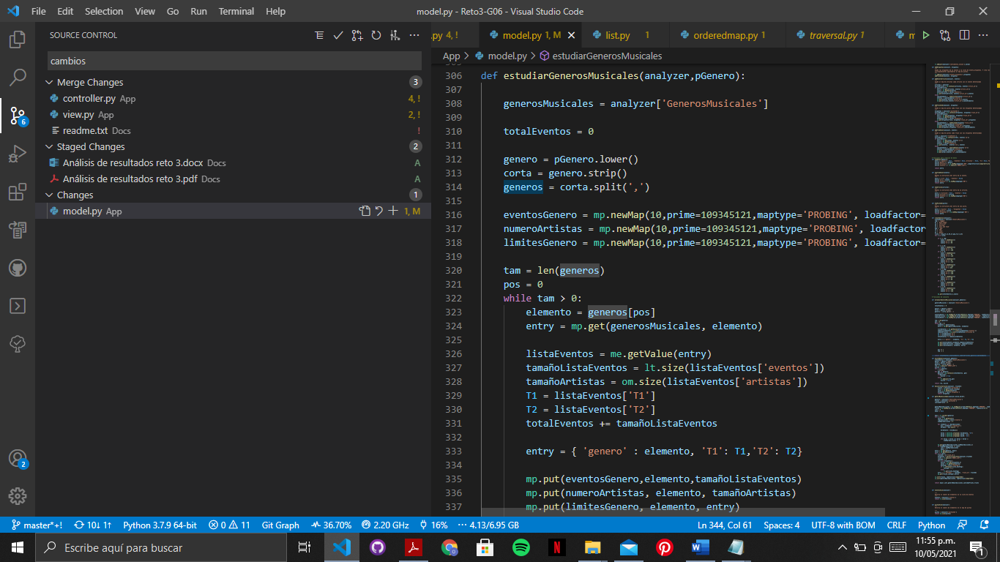 File Edit Selection View Go Run Terminal Help
model.py - Reto3-G06 - Visual Studio Code
SOURCE CONTROL
cambios
Merge Changes 3
controller.py App 4, !
view.py App 2, !
readme.txt Docs !
Staged Changes 2
Análisis de resultados reto 3.docx Docs A
Análisis de resultados reto 3.pdf Docs A
Changes 1
model.py App 1, M
6
2
.py 4, !
model.py 1, M
list.py 1
orderedmap.py 1
traversal.py 1
App > model.py > estudiarGenerosMusicales
306 def estudiarGenerosMusicales(analyzer,pGenero):
307
308 generosMusicales = analyzer['GenerosMusicales']
309
310 totalEventos = 0
311
312 genero = pGenero.lower()
313 corta = genero.strip()
314 generos = corta.split(',')
315
316 eventosGenero = mp.newMap(10,prime=109345121,maptype='PROBING', loadfactor=
317 numeroArtistas = mp.newMap(10,prime=109345121,maptype='PROBING', loadfactor
318 limitesGenero = mp.newMap(10,prime=109345121,maptype='PROBING', loadfactor=
319
320 tam = len(generos)
321 pos = 0
322 while tam > 0:
323 elemento = generos[pos]
324 entry = mp.get(generosMusicales, elemento)
325
326 listaEventos = me.getValue(entry)
327 tamañoListaEventos = lt.size(listaEventos['eventos'])
328 tamañoArtistas = om.size(listaEventos['artistas'])
329 T1 = listaEventos['T1']
330 T2 = listaEventos['T2']
331 totalEventos += tamañoListaEventos
332
333 entry = { 'genero' : elemento, 'T1': T1,'T2': T2}
334
335 mp.put(eventosGenero,elemento,tamañoListaEventos)
336 mp.put(numeroArtistas, elemento, tamañoArtistas)
337 mp.put(limitesGenero, elemento, entry)
master*+! 10↓ 1↑ Python 3.7.9 64-bit 0 11 Git Graph 36.70% 2.20 GHz 16% 4.13/6.95 GB Ln 344, Col 61 Spaces: 4 UTF-8 with BOM CRLF Python
Escribe aquí para buscar
11:55 p.m.
10/05/2021
1